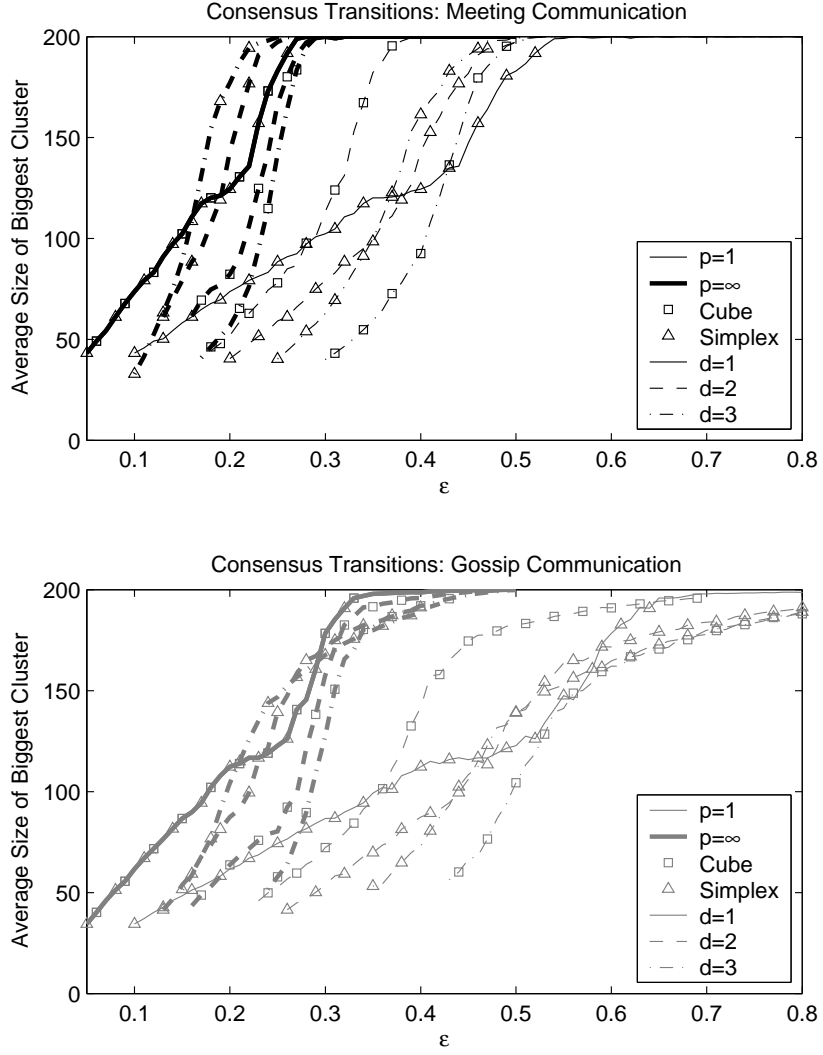 Consensus Transitions: Meeting Communication
Average Size of Biggest Cluster
200
150
100
50
0
0.1 0.2 0.3 0.4 0.5 0.6 0.7 0.8
ε
p=1
p=∞
Cube
Simplex
d=1
d=2
d=3
Consensus Transitions: Gossip Communication
Average Size of Biggest Cluster
200
150
100
50
0
0.1 0.2 0.3 0.4 0.5 0.6 0.7 0.8
ε
p=1
p=∞
Cube
Simplex
d=1
d=2
d=3